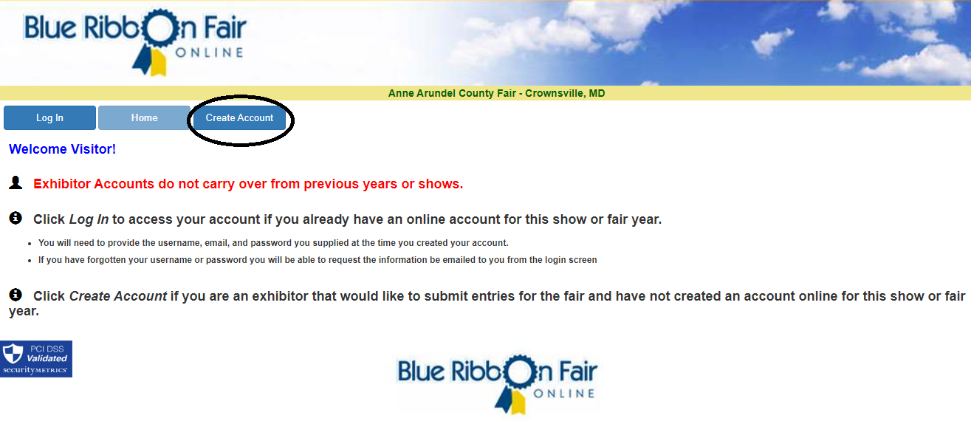 Blue Ribbon Fair
ONLINE
Anne Arundel County Fair - Crownsville, MD
Log In
Home
Create Account
Welcome Visitor!
Exhibitor Accounts do not carry over from previous years or shows.
Click Log In to access your account if you already have an online account for this show or fair year.
You will need to provide the username, email, and password you supplied at the time you created your account.
If you have forgotten your username or password you will be able to request the information be emailed to you from the login screen
Click Create Account if you are an exhibitor that would like to submit entries for the fair and have not created an account online for this show or fair
year.
PCI DSS
Validated
SECURITYMETRICS
Blue Ribbon Fair
ONLINE